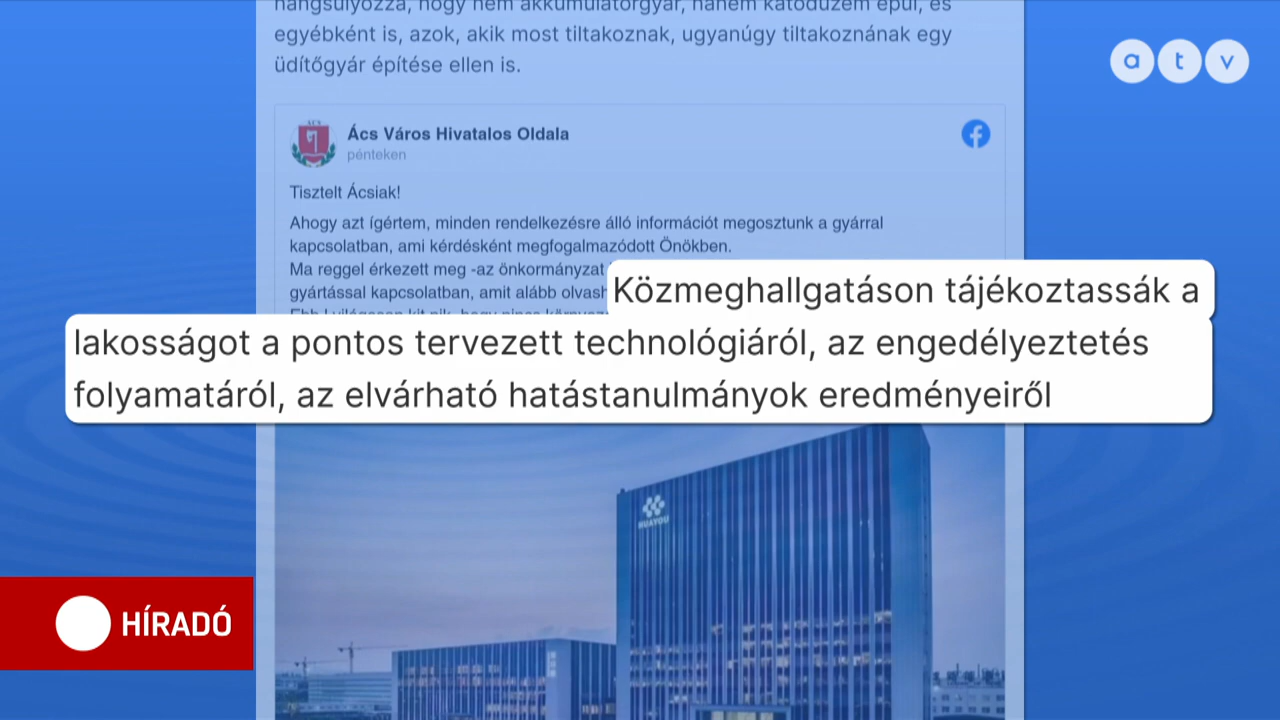 hangsúlyozza, hogy nem akkumulátorgyár, hanem katódüzem épül, és
egyébként is, azok, akik most tiltakoznak, ugyanúgy tiltakoznának egy
üdítőgyár építése ellen is.
atv
Ács Város Hivatalos Oldala
pénteken
Tisztelt Ácsiak!
Ahogy azt ígértem, minden rendelkezésre álló információt megosztunk a gyárral
kapcsolatban, ami kérdésként megfogalmazódott Önökben.
Ma reggel érkezett meg -az önkormányzat
gyártással kapcsolatban, amit alább
Közmeghallgatáson tájékoztassák a
lakosságot a pontos tervezett technológiáról, az engedélyeztetés
folyamatáról, az elvárható hatástanulmányok eredményeiről
HUAYOU
HÍRADÓ